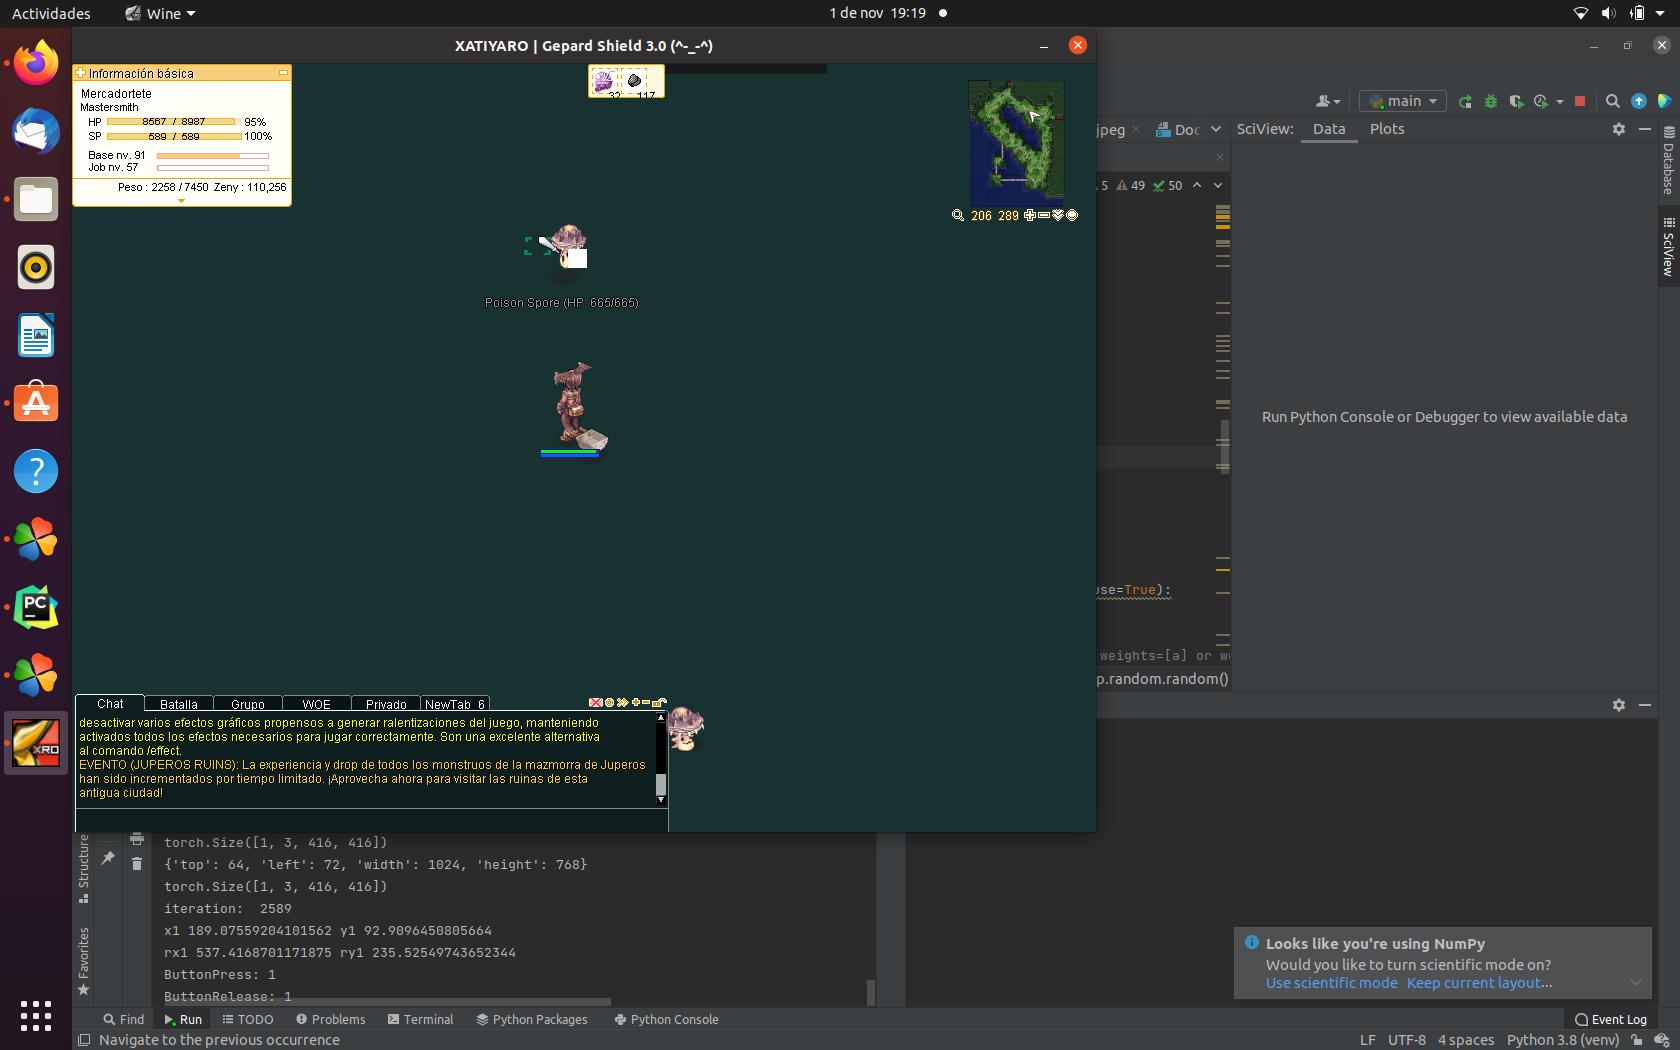 Actividades
Wine
1 de nov 19:19
XATIYARO | Gepard Shield 3.0 (^-_-^)
Información básica
Mercadortete
Mastersmith
HP 8567 / 8987 95%
SP 589 / 589 100%
Base nv. 91
Job nv. 57
Peso : 2258 / 7450 Zeny : 110,256
32 117
206 289
Poison Spore (HP: 665/665)
Chat Batalla Grupo WOE Privado NewTab_6
desactivar varios efectos gráficos propensos a generar ralentizaciones del juego, manteniendo
activados todos los efectos necesarios para jugar correctamente. Son una excelente alternativa
al comando /effect.
EVENTO (JUPEROS RUINS): La experiencia y drop de todos los monstruos de la mazmorra de Juperos
han sido incrementados por tiempo limitado. ¡Aprovecha ahora para visitar las ruinas de esta
antigua ciudad!
main
jpeg
Doc
SciView: Data Plots
5 49 50
Run Python Console or Debugger to view available data
use=True):
weights=[a] or we
p.random.random()
Database
SciView
PC
XRO
Structure
Favorites
torch.Size([1, 3, 416, 416])
{'top': 64, 'left': 72, 'width': 1024, 'height': 768}
torch.Size([1, 3, 416, 416])
iteration: 2589
x1 189.07559204101562 y1 92.9096450805664
rx1 537.4168701171875 ry1 235.52549743652344
ButtonPress: 1
ButtonRelease: 1
Looks like you're using NumPy
Would you like to turn scientific mode on?
Use scientific mode Keep current layout...
Find Run TODO Problems Terminal Python Packages Python Console
Event Log
Navigate to the previous occurrence
LF UTF-8 4 spaces Python 3.8 (venv)